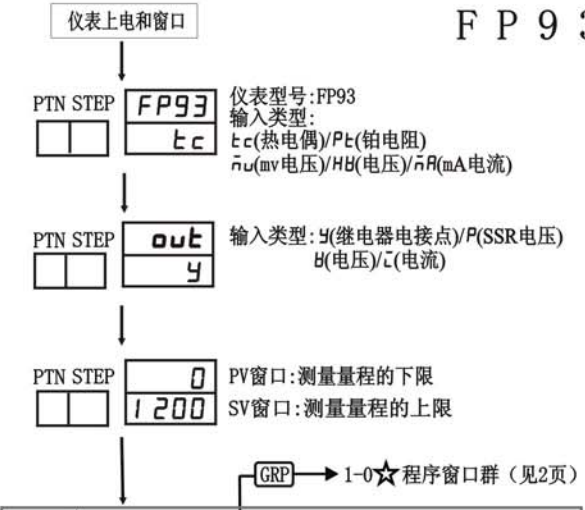 仪表上电和窗口
F P 9 3
PTN STEP
FP93
tc
仪表型号:FP93
输入类型:
tc(热电偶)/Pt(铂电阻)
(mv电压)/(电压)/(mA电流)
PTN STEP
out
y
输入类型: y(继电器电接点)/P(SSR电压)
(电压)/(电流)
PTN STEP
0
1200
PV窗口:测量量程的下限
SV窗口:测量量程的上限
GRP
1-0☆程序窗口群（见2页）